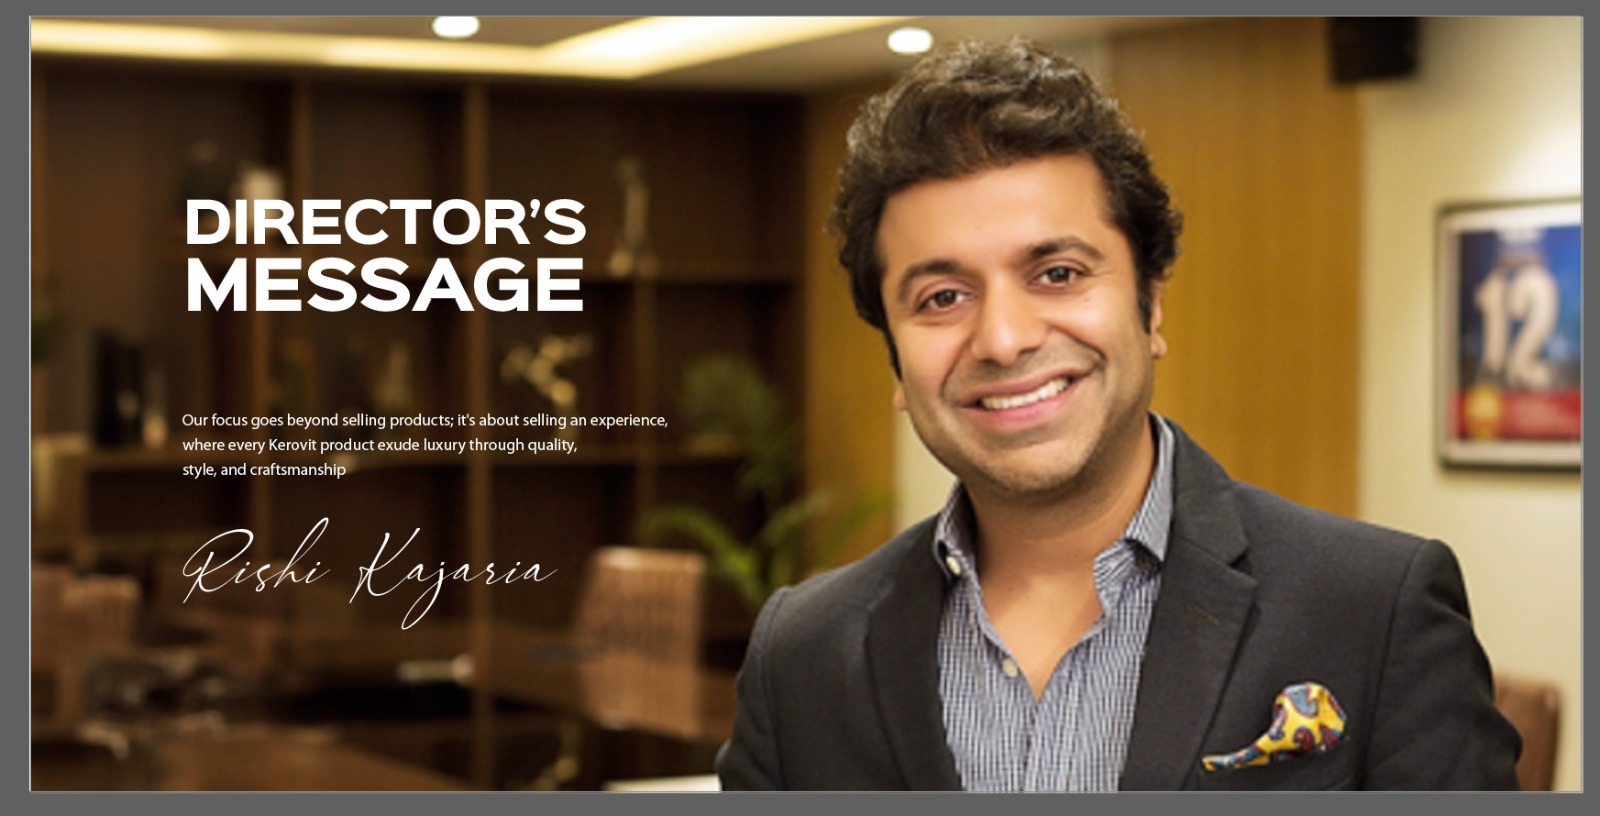 DIRECTOR'S
MESSAGE
Our focus goes beyond selling products; it's about selling an experience,
where every Kerovit product exude luxury through quality,
style, and craftsmanship
Rishi Kajaria
12